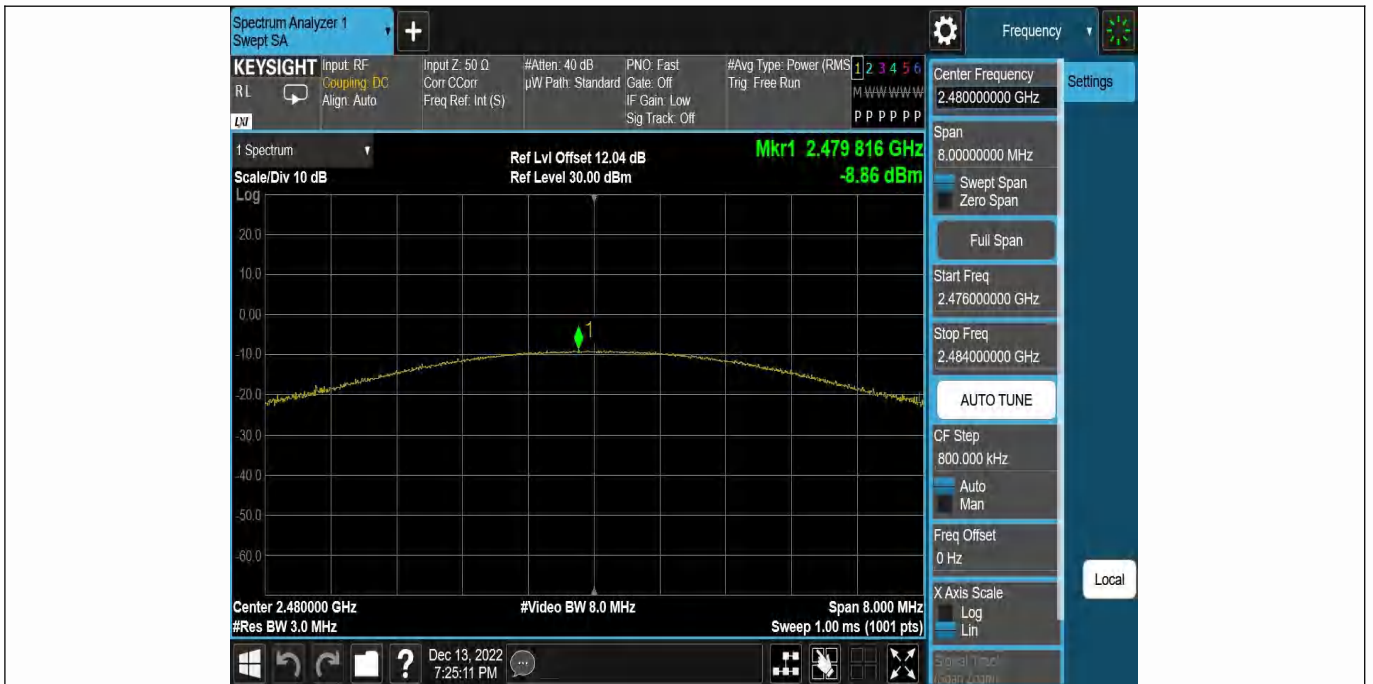 Spectrum Analyzer 1
Swept SA
Frequency
KEYSIGHT
RL
LXI
Input: RF
Coupling: DC
Align: Auto
Input Z: 50 Ω
Corr CCorr
Freq Ref: Int (S)
#Atten: 40 dB
µW Path: Standard
PNO: Fast
Gate: Off
IF Gain: Low
Sig Track: Off
#Avg Type: Power (RMS
Trig: Free Run
1 2 3 4 5 6
M W W W W W
P P P P P P
1 Spectrum
Scale/Div 10 dB
Ref Lvl Offset 12.04 dB
Ref Level 30.00 dBm
Mkr1 2.479 816 GHz
-8.86 dBm
Log
20.0
10.0
0.00
-10.0
-20.0
-30.0
-40.0
-50.0
-60.0
1
Center 2.480000 GHz
#Res BW 3.0 MHz
#Video BW 8.0 MHz
Span 8.000 MHz
Sweep 1.00 ms (1001 pts)
Dec 13, 2022
7:25:11 PM
Center Frequency
2.480000000 GHz
Span
8.00000000 MHz
Swept Span
Zero Span
Full Span
Start Freq
2.476000000 GHz
Stop Freq
2.484000000 GHz
AUTO TUNE
CF Step
800.000 kHz
Auto
Man
Freq Offset
0 Hz
X Axis Scale
Log
Lin
Signal Track
(Span Zoom)
Settings
Local